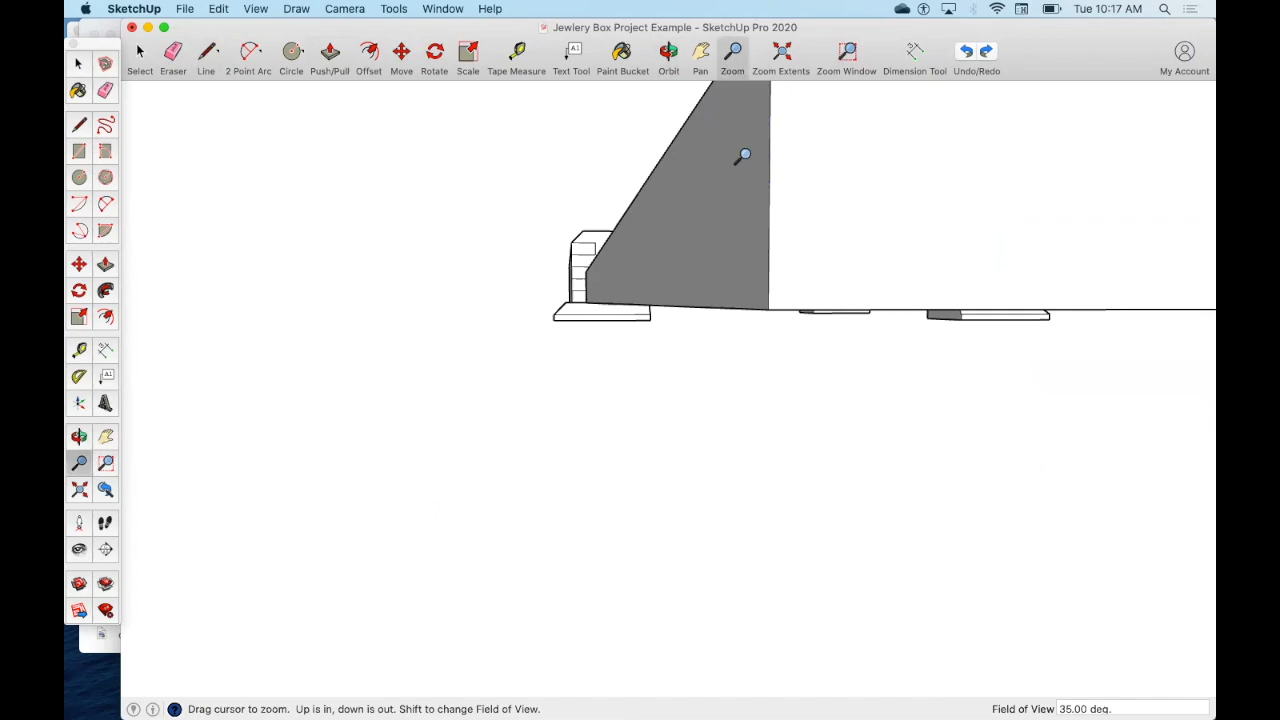 SketchUp File Edit View Draw Camera Tools Window Help Tue 10:17 AM
Jewlery Box Project Example - SketchUp Pro 2020
Select Eraser Line 2 Point Arc Circle Push/Pull Offset Move Rotate Scale Tape Measure Text Tool Paint Bucket Orbit Pan Zoom Zoom Extents Zoom Window Dimension Tool Undo/Redo My Account
Drag cursor to zoom. Up is in, down is out. Shift to change Field of View. Field of View 35.00 deg.